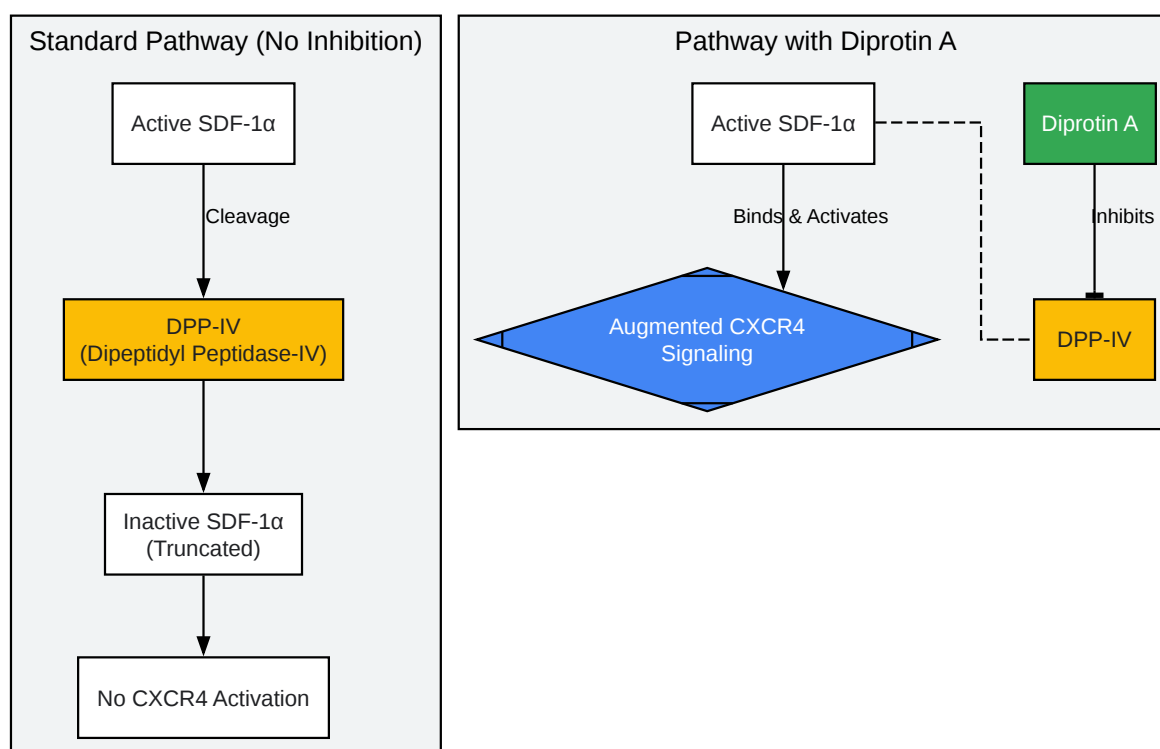 Standard Pathway (No Inhibition)
Active SDF-1α
Cleavage
DPP-IV
(Dipeptidyl Peptidase-IV)
Inactive SDF-1α
(Truncated)
No CXCR4 Activation
Pathway with Diprotin A
Active SDF-1α
Diprotin A
Binds & Activates
Inhibits
Augmented CXCR4
Signaling
DPP-IV